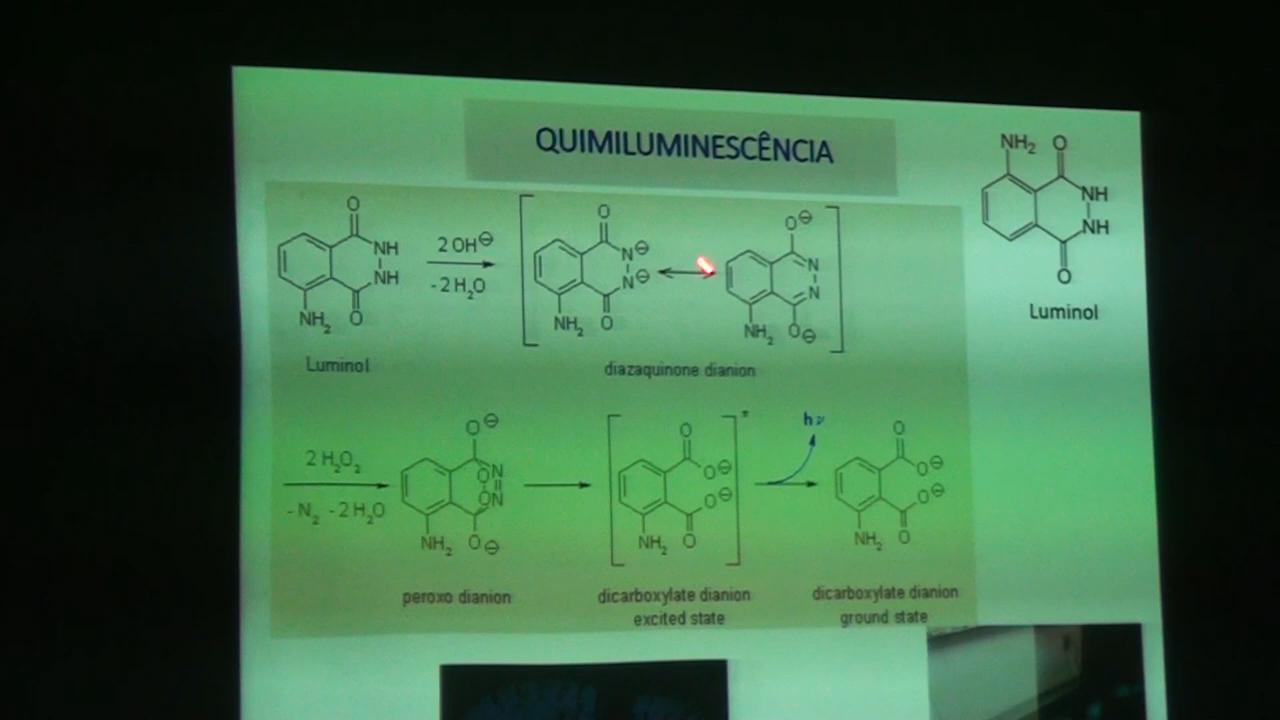 QUIMILUMINESCÊNCIA
NH₂ O
NH
NH
O
Luminol
O
NH
NH
NH₂ O
Luminol
2 OH⊖
-2 H₂O
O
N⊖
N⊖
NH₂ O
O⊖
N
N
NH₂ O⊖
diazaquinone dianion
2 H₂O₂
- N₂ -2 H₂O
O⊖
O N
O N
NH₂ O⊖
peroxo dianion
O
O⊖
O⊖
NH₂ O
*
dicarboxylate dianion
excited state
hν
O
O⊖
O⊖
NH₂ O
dicarboxylate dianion
ground state